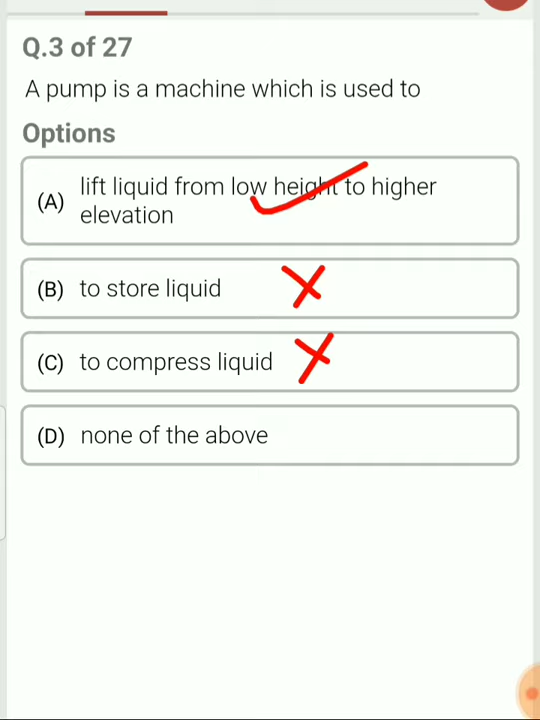 Q.3 of 27
A pump is a machine which is used to
Options
(A) lift liquid from low height to higher
elevation
(B) to store liquid
(C) to compress liquid
(D) none of the above